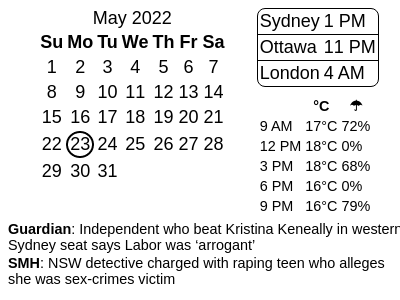 May 2022
Su Mo Tu We Th Fr Sa
1 2 3 4 5 6 7
8 9 10 11 12 13 14
15 16 17 18 19 20 21
22 23 24 25 26 27 28
29 30 31
Sydney 1 PM
Ottawa 11 PM
London 4 AM
°C ☂
9 AM 17°C 72%
12 PM 18°C 0%
3 PM 18°C 68%
6 PM 16°C 0%
9 PM 16°C 79%
Guardian: Independent who beat Kristina Keneally in western
Sydney seat says Labor was ‘arrogant’
SMH: NSW detective charged with raping teen who alleges
she was sex-crimes victim